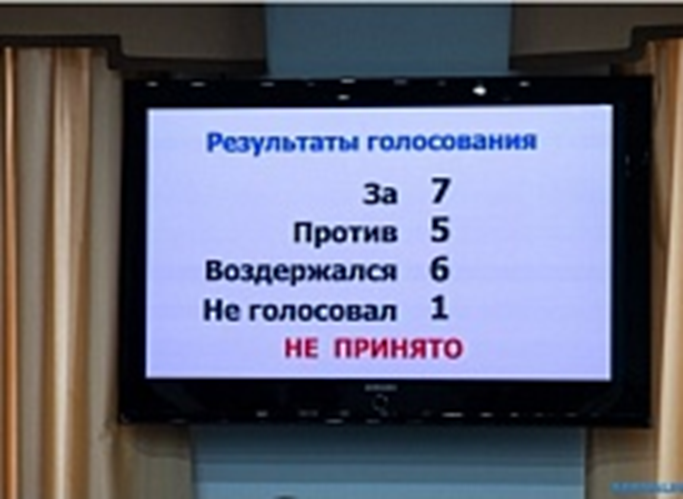 Результаты голосования
За 7
Против 5
Воздержался 6
Не голосовал 1
НЕ ПРИНЯТО